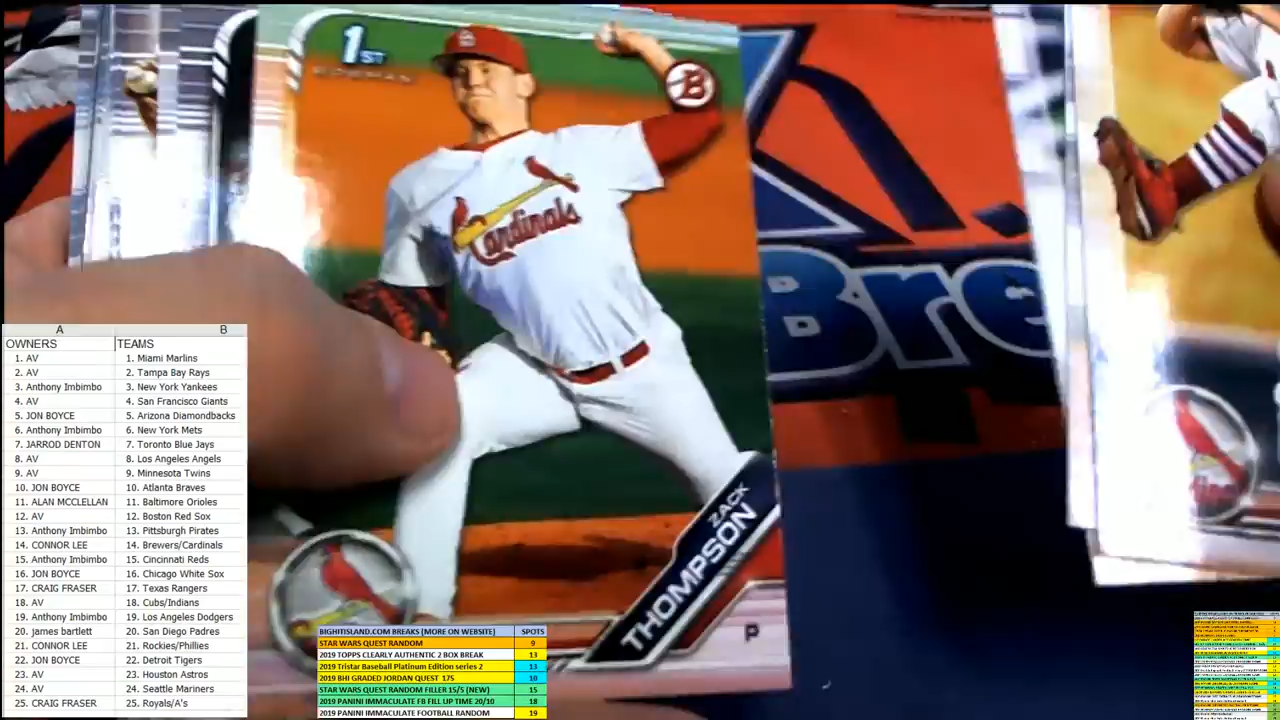 1ST
BOWMAN
B
Cardinals
ZACK
THOMPSON
P
Bre
A B
OWNERS TEAMS
1. AV 1. Miami Marlins
2. AV 2. Tampa Bay Rays
3. Anthony Imbimbo 3. New York Yankees
4. AV 4. San Francisco Giants
5. JON BOYCE 5. Arizona Diamondbacks
6. Anthony Imbimbo 6. New York Mets
7. JARROD DENTON 7. Toronto Blue Jays
8. AV 8. Los Angeles Angels
9. AV 9. Minnesota Twins
10. JON BOYCE 10. Atlanta Braves
11. ALAN MCCLELLAN 11. Baltimore Orioles
12. AV 12. Boston Red Sox
13. Anthony Imbimbo 13. Pittsburgh Pirates
14. CONNOR LEE 14. Brewers/Cardinals
15. Anthony Imbimbo 15. Cincinnati Reds
16. JON BOYCE 16. Chicago White Sox
17. CRAIG FRASER 17. Texas Rangers
18. AV 18. Cubs/Indians
19. Anthony Imbimbo 19. Los Angeles Dodgers
20. james bartlett 20. San Diego Padres
21. CONNOR LEE 21. Rockies/Phillies
22. JON BOYCE 22. Detroit Tigers
23. AV 23. Houston Astros
24. AV 24. Seattle Mariners
25. CRAIG FRASER 25. Royals/A's
BIGHITISLAND.COM BREAKS (MORE ON WEBSITE) SPOTS
STAR WARS QUEST RANDOM 9
2019 TOPPS CLEARLY AUTHENTIC 2 BOX BREAK 13
2019 Tristar Baseball Platinum Edition series 2 13
2019 BHI GRADED JORDAN QUEST 175 10
STAR WARS QUEST RANDOM FILLER 15/5 (NEW) 15
2019 PANINI IMMACULATE FB FILL UP TIME 20/10 18
2019 PANINI IMMACULATE FOOTBALL RANDOM 19